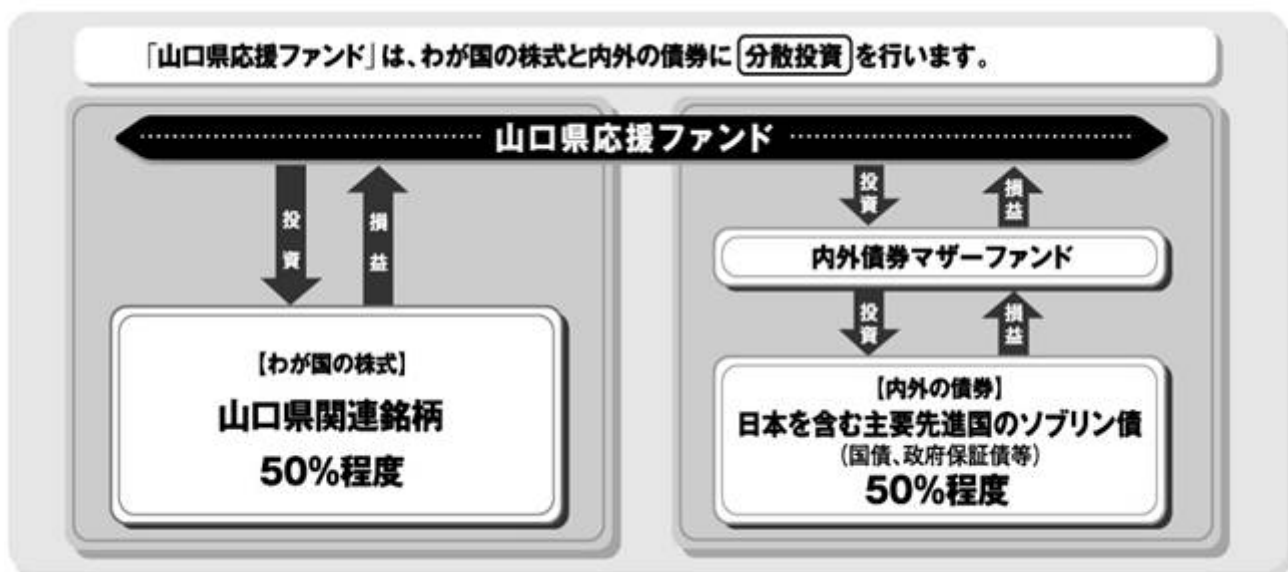 「山口県応援ファンド」は、わが国の株式と内外の債券に 分散投資 を行います。
山口県応援ファンド
投資
損益
【わが国の株式】
山口県関連銘柄
50%程度
投資
損益
内外債券マザーファンド
投資
損益
【内外の債券】
日本を含む主要先進国のソブリン債
(国債、政府保証債等)
50%程度